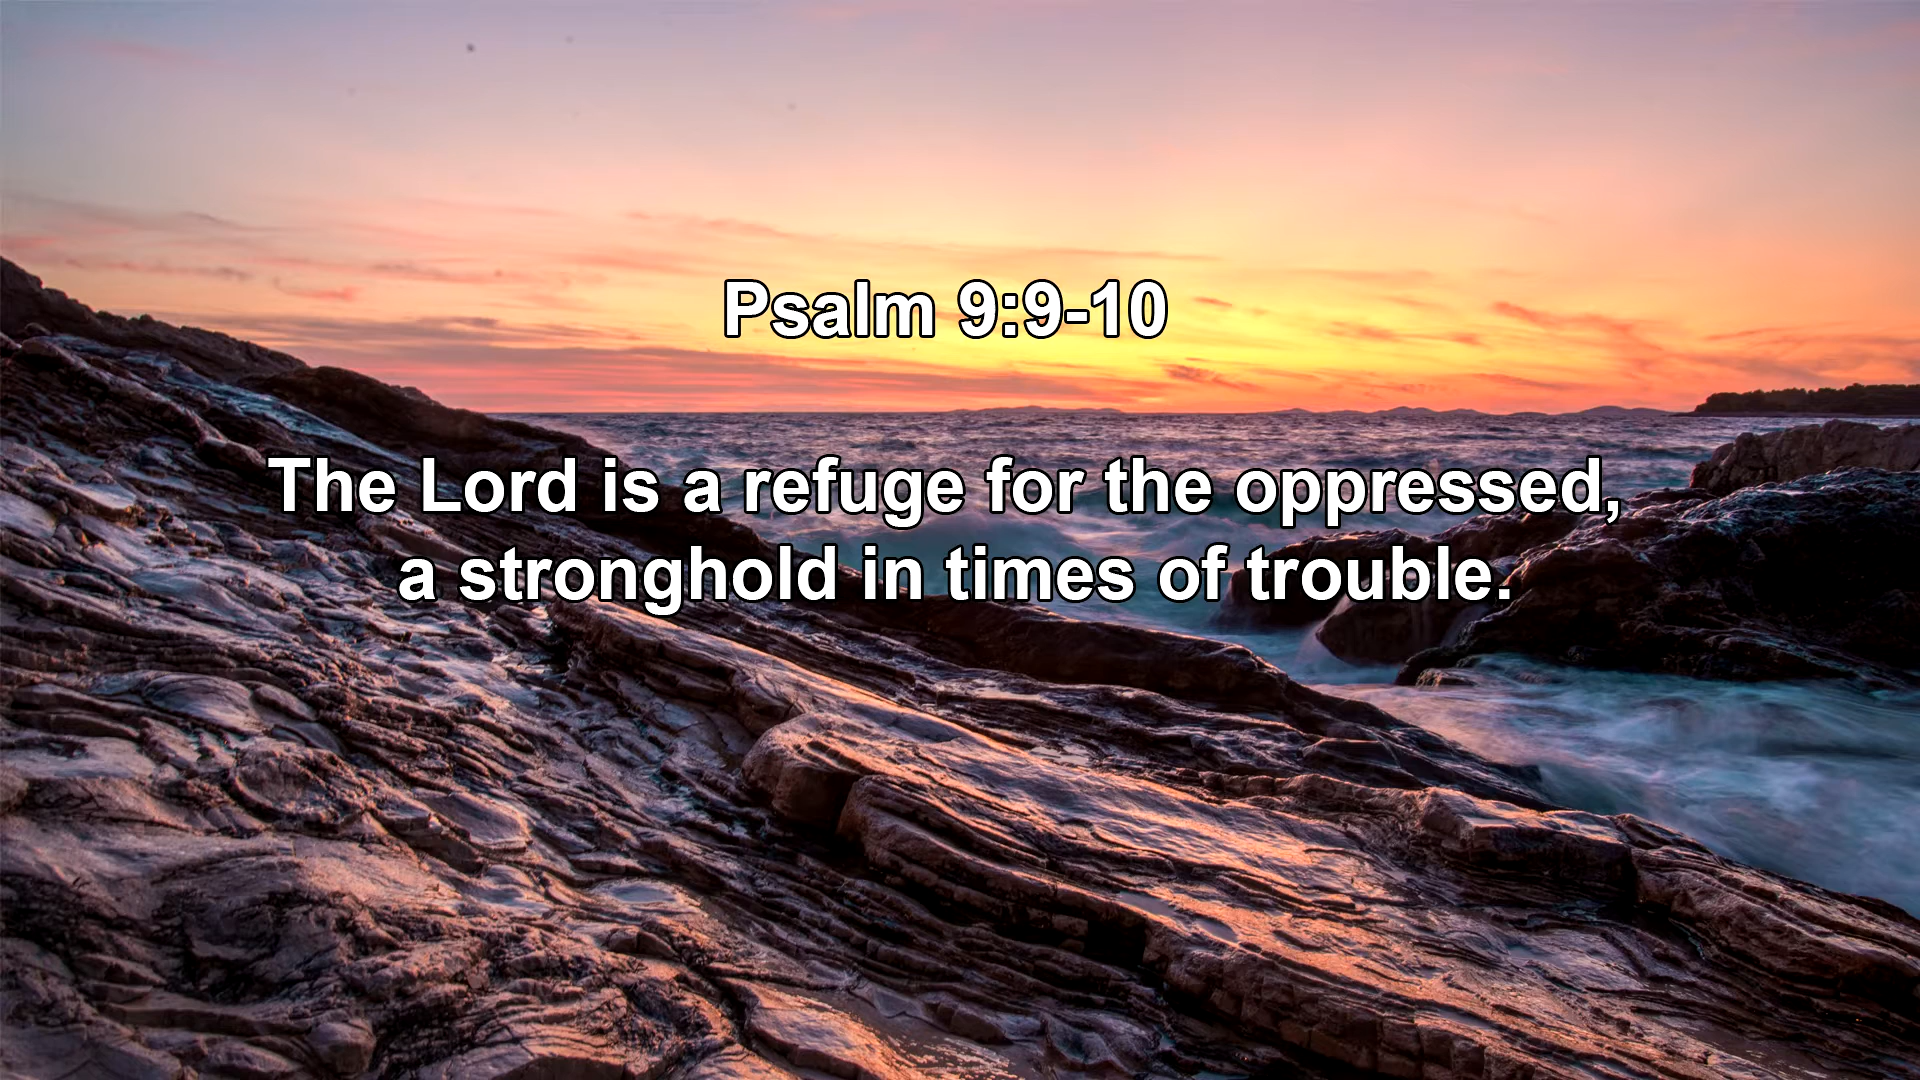 Psalm 9:9-10
The Lord is a refuge for the oppressed,
a stronghold in times of trouble.